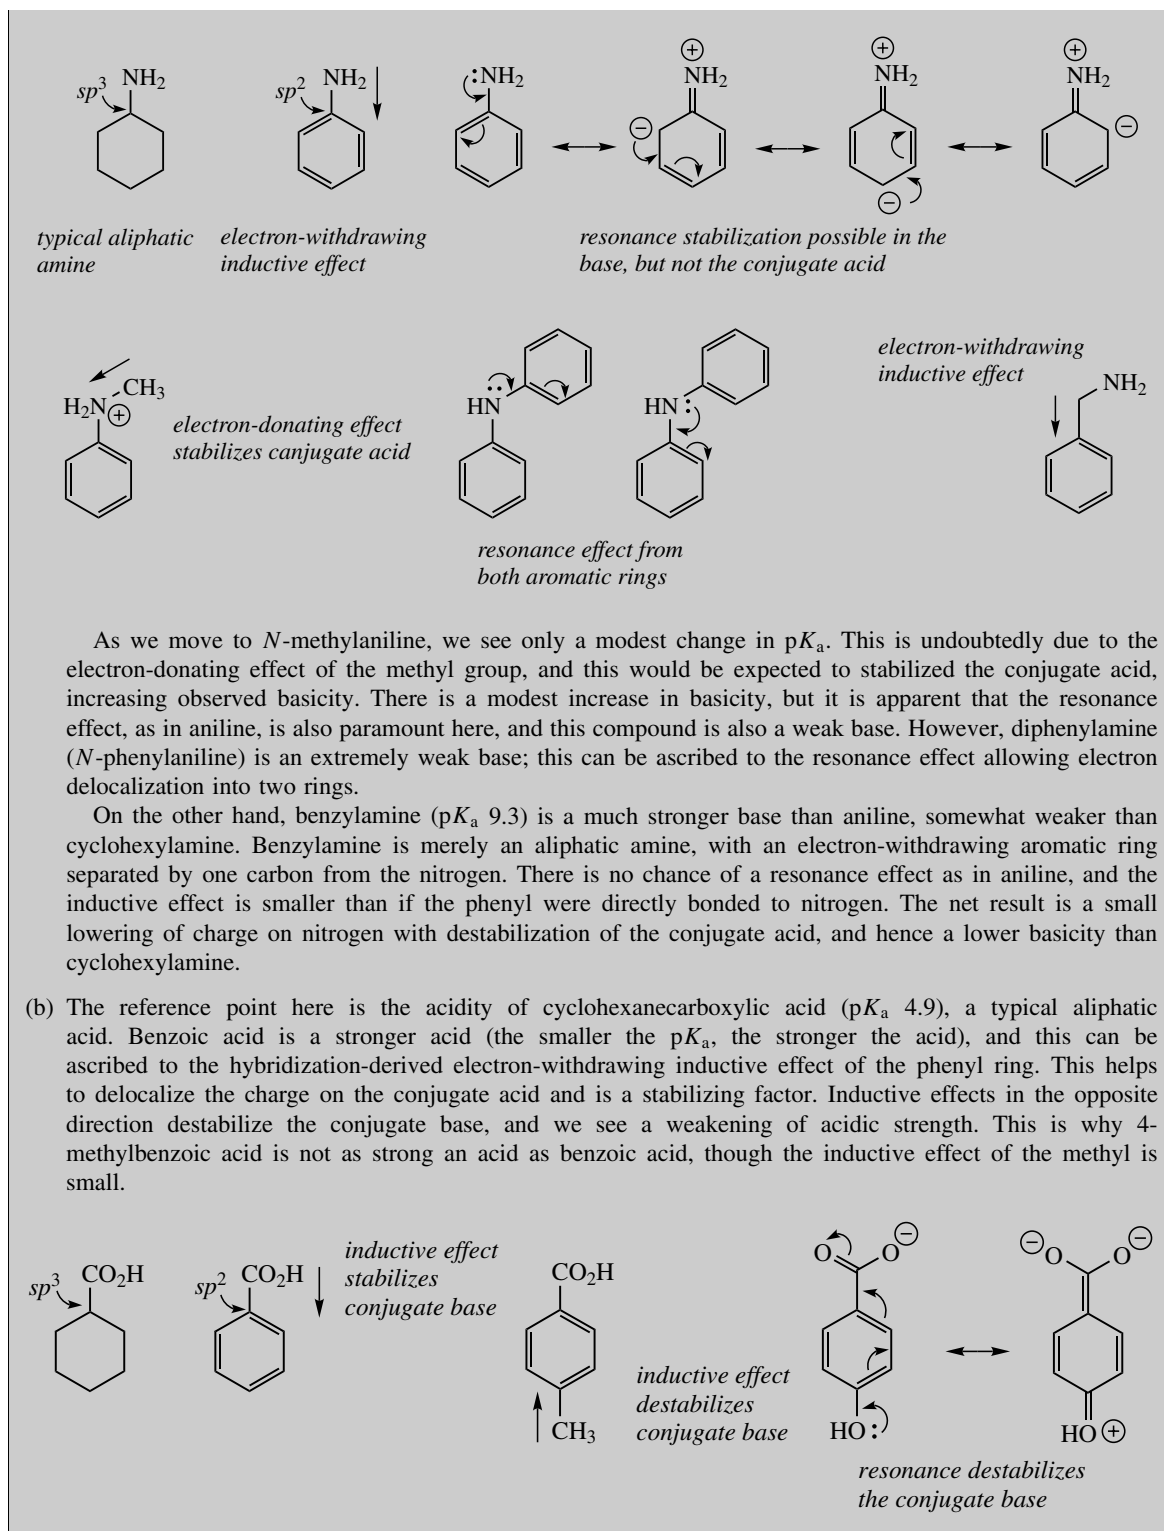 sp³ NH₂
sp² NH₂
:NH₂
⊕
NH₂
⊖
⊕
NH₂
⊖
⊕
NH₂
⊖
typical aliphatic
amine
electron-withdrawing
inductive effect
resonance stabilization possible in the
base, but not the conjugate acid
CH₃
H₂N
⊕
electron-donating effect
stabilizes canjugate acid
HN
HN:
resonance effect from
both aromatic rings
electron-withdrawing
inductive effect
NH₂
As we move to N-methylaniline, we see only a modest change in pKₐ. This is undoubtedly due to the
electron-donating effect of the methyl group, and this would be expected to stabilized the conjugate acid,
increasing observed basicity. There is a modest increase in basicity, but it is apparent that the resonance
effect, as in aniline, is also paramount here, and this compound is also a weak base. However, diphenylamine
(N-phenylaniline) is an extremely weak base; this can be ascribed to the resonance effect allowing electron
delocalization into two rings.
On the other hand, benzylamine (pKₐ 9.3) is a much stronger base than aniline, somewhat weaker than
cyclohexylamine. Benzylamine is merely an aliphatic amine, with an electron-withdrawing aromatic ring
separated by one carbon from the nitrogen. There is no chance of a resonance effect as in aniline, and the
inductive effect is smaller than if the phenyl were directly bonded to nitrogen. The net result is a small
lowering of charge on nitrogen with destabilization of the conjugate acid, and hence a lower basicity than
cyclohexylamine.
(b) The reference point here is the acidity of cyclohexanecarboxylic acid (pKₐ 4.9), a typical aliphatic
acid. Benzoic acid is a stronger acid (the smaller the pKₐ, the stronger the acid), and this can be
ascribed to the hybridization-derived electron-withdrawing inductive effect of the phenyl ring. This helps
to delocalize the charge on the conjugate acid and is a stabilizing factor. Inductive effects in the opposite
direction destabilize the conjugate base, and we see a weakening of acidic strength. This is why 4-
methylbenzoic acid is not as strong an acid as benzoic acid, though the inductive effect of the methyl is
small.
sp³ CO₂H
sp² CO₂H
inductive effect
stabilizes
conjugate base
CO₂H
CH₃
inductive effect
destabilizes
conjugate base
O O ⊖
HO:
⊖ O O ⊖
HO ⊕
resonance destabilizes
the conjugate base